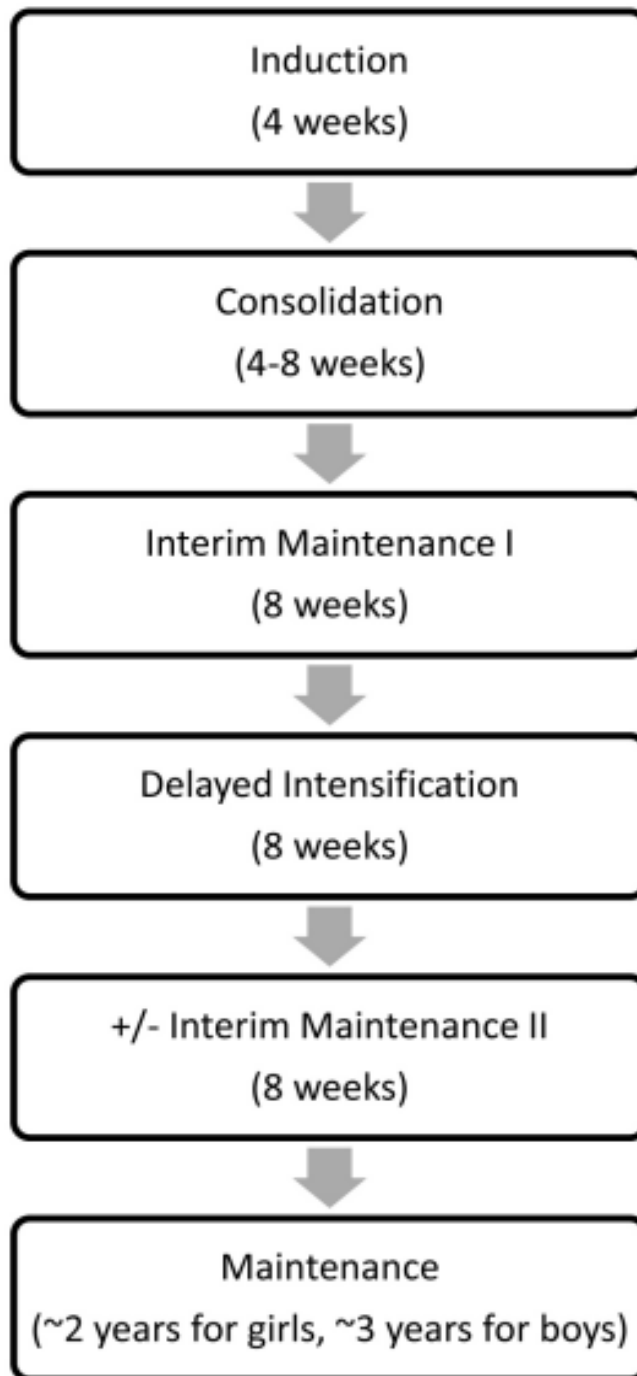 Induction
(4 weeks)
Consolidation
(4-8 weeks)
Interim Maintenance I
(8 weeks)
Delayed Intensification
(8 weeks)
+/- Interim Maintenance II
(8 weeks)
Maintenance
(~2 years for girls, ~3 years for boys)